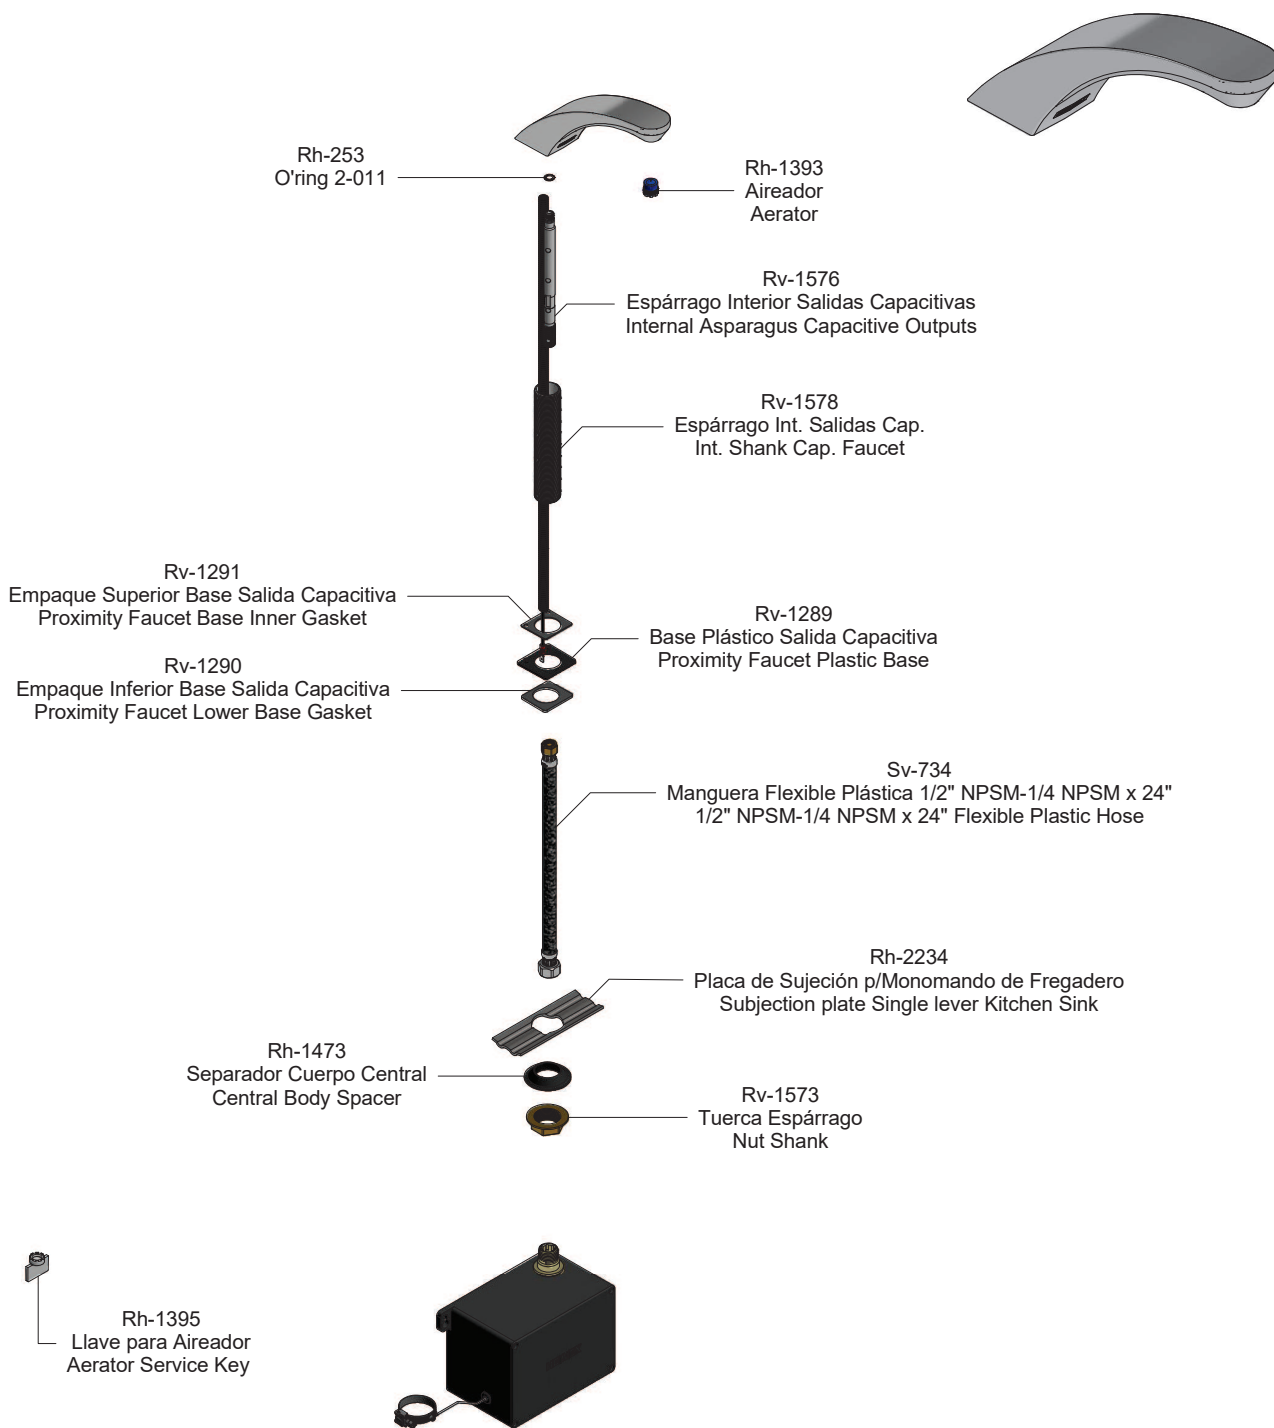 Rh-253
O'ring 2-011
Rh-1393
Aireador
Aerator
Rv-1576
Espárrago Interior Salidas Capacitivas
Internal Asparagus Capacitive Outputs
Rv-1578
Espárrago Int. Salidas Cap.
Int. Shank Cap. Faucet
Rv-1291
Empaque Superior Base Salida Capacitiva
Proximity Faucet Base Inner Gasket
Rv-1289
Base Plástico Salida Capacitiva
Proximity Faucet Plastic Base
Rv-1290
Empaque Inferior Base Salida Capacitiva
Proximity Faucet Lower Base Gasket
Sv-734
Manguera Flexible Plástica 1/2" NPSM-1/4 NPSM x 24"
1/2" NPSM-1/4 NPSM x 24" Flexible Plastic Hose
Rh-2234
Placa de Sujeción p/Monomando de Fregadero
Subjection plate Single lever Kitchen Sink
Rh-1473
Separador Cuerpo Central
Central Body Spacer
Rv-1573
Tuerca Espárrago
Nut Shank
Rh-1395
Llave para Aireador
Aerator Service Key